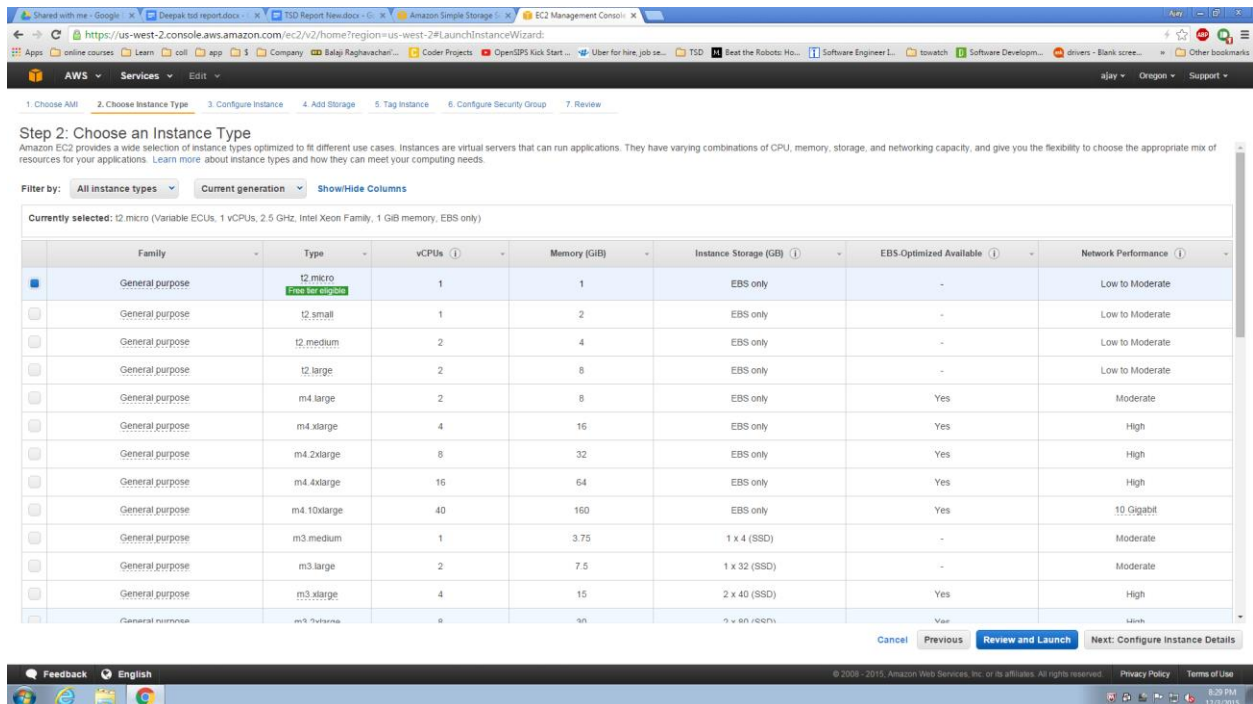 Shared with me - Google
Deepak tsd report.docx -
TSD Report New.docx - G
Amazon Simple Storage S
EC2 Management Console
Ajay
https://us-west-2.console.aws.amazon.com/ec2/v2/home?region=us-west-2#LaunchInstanceWizard:
Apps online courses Learn coll app $ Company Balaji Raghavachari'... Coder Projects OpenSIPS Kick Start ... Uber for hire, job se... TSD Beat the Robots: Ho... Software Engineer I... towatch Software Developm... drivers - Blank scree... » Other bookmarks
AWS Services Edit ajay Oregon Support
1. Choose AMI 2. Choose Instance Type 3. Configure Instance 4. Add Storage 5. Tag Instance 6. Configure Security Group 7. Review
Step 2: Choose an Instance Type
Amazon EC2 provides a wide selection of instance types optimized to fit different use cases. Instances are virtual servers that can run applications. They have varying combinations of CPU, memory, storage, and networking capacity, and give you the flexibility to choose the appropriate mix of
resources for your applications. Learn more about instance types and how they can meet your computing needs.
Filter by: All instance types Current generation Show/Hide Columns
Currently selected: t2.micro (Variable ECUs, 1 vCPUs, 2.5 GHz, Intel Xeon Family, 1 GiB memory, EBS only)
Family Type vCPUs Memory (GiB) Instance Storage (GB) EBS-Optimized Available Network Performance
General purpose t2.micro Free tier eligible 1 1 EBS only - Low to Moderate
General purpose t2.small 1 2 EBS only - Low to Moderate
General purpose t2.medium 2 4 EBS only - Low to Moderate
General purpose t2.large 2 8 EBS only - Low to Moderate
General purpose m4.large 2 8 EBS only Yes Moderate
General purpose m4.xlarge 4 16 EBS only Yes High
General purpose m4.2xlarge 8 32 EBS only Yes High
General purpose m4.4xlarge 16 64 EBS only Yes High
General purpose m4.10xlarge 40 160 EBS only Yes 10 Gigabit
General purpose m3.medium 1 3.75 1 x 4 (SSD) - Moderate
General purpose m3.large 2 7.5 1 x 32 (SSD) - Moderate
General purpose m3.xlarge 4 15 2 x 40 (SSD) Yes High
General purpose m3.2xlarge 8 30 2 x 80 (SSD) Yes High
Cancel Previous Review and Launch Next: Configure Instance Details
Feedback English © 2008 - 2015, Amazon Web Services, Inc. or its affiliates. All rights reserved. Privacy Policy Terms of Use
8:29 PM